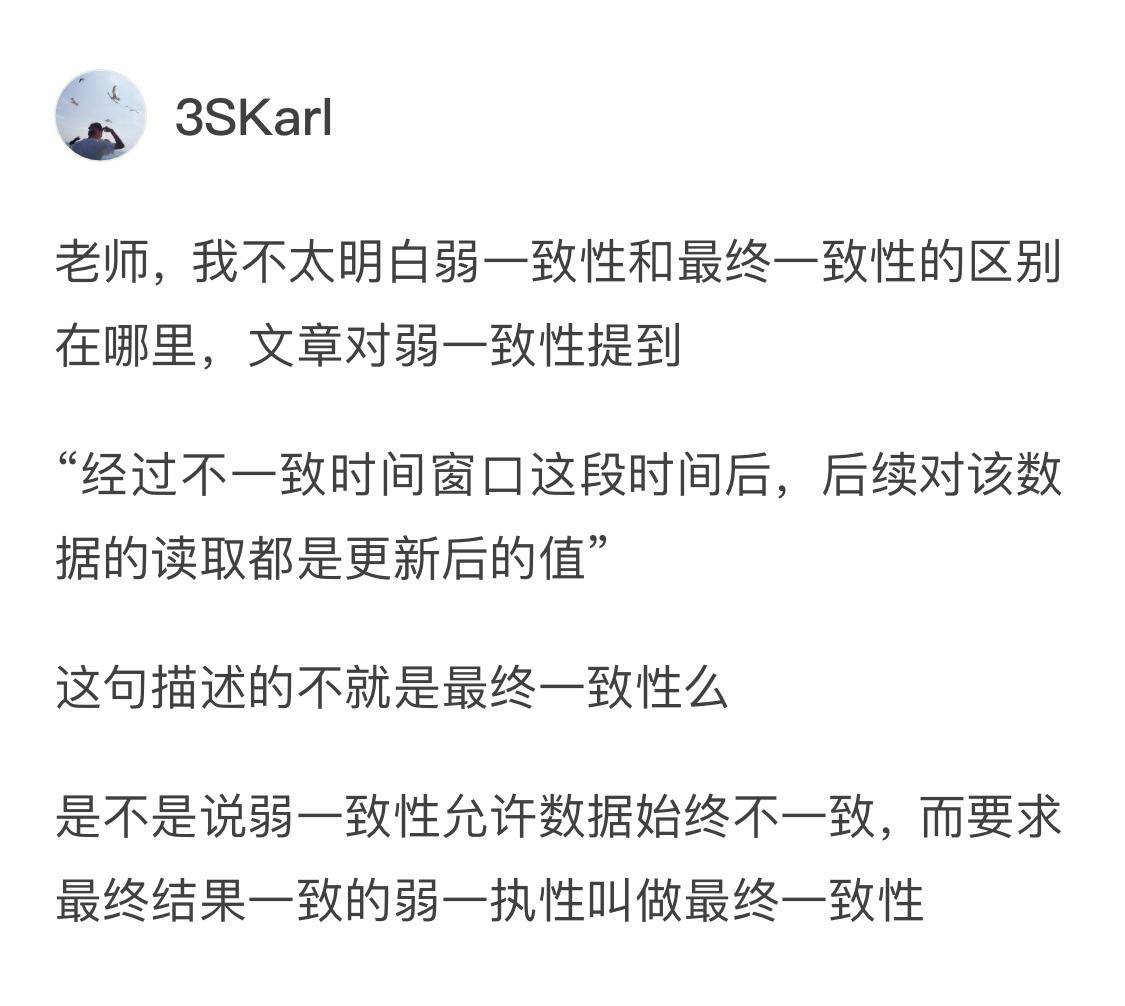 3SKarl
老师，我不太明白弱一致性和最终一致性的区别
在哪里，文章对弱一致性提到
“经过不一致时间窗口这段时间后，后续对该数
据的读取都是更新后的值”
这句描述的不就是最终一致性么
是不是说弱一致性允许数据始终不一致，而要求
最终结果一致的弱一执性叫做最终一致性